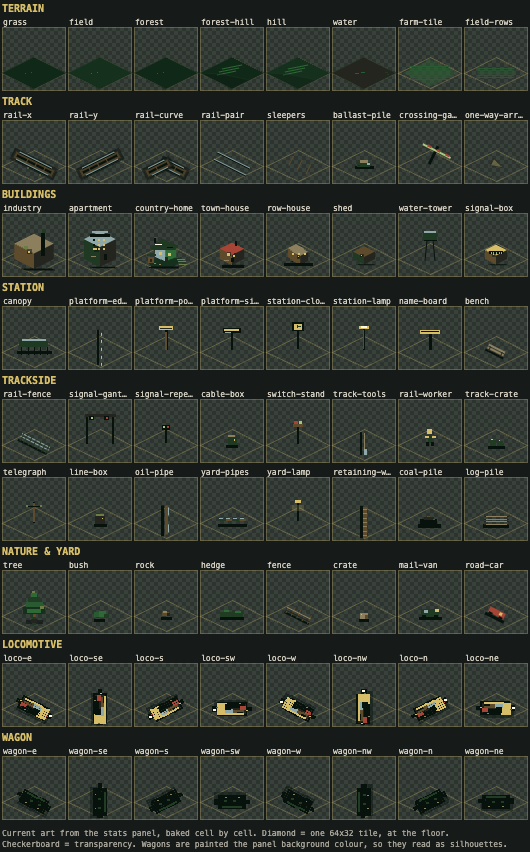 TERRAIN
grass field forest forest-hill hill water farm-tile field-rows
TRACK
rail-x rail-y rail-curve rail-pair sleepers ballast-pile crossing-ga… one-way-arr…
BUILDINGS
industry apartment country-home town-house row-house shed water-tower signal-box
STATION
canopy platform-ed… platform-po… platform-si… station-clo… station-lamp name-board bench
TRACKSIDE
rail-fence signal-gant… signal-repe… cable-box switch-stand track-tools rail-worker track-crate
telegraph line-box oil-pipe yard-pipes yard-lamp retaining-w… coal-pile log-pile
NATURE & YARD
tree bush rock hedge fence crate mail-van road-car
LOCOMOTIVE
loco-e loco-se loco-s loco-sw loco-w loco-nw loco-n loco-ne
WAGON
wagon-e wagon-se wagon-s wagon-sw wagon-w wagon-nw wagon-n wagon-ne
Current art from the stats panel, baked cell by cell. Diamond = one 64x32 tile, at the floor.
Checkerboard = transparency. Wagons are painted the panel background colour, so they read as silhouettes.